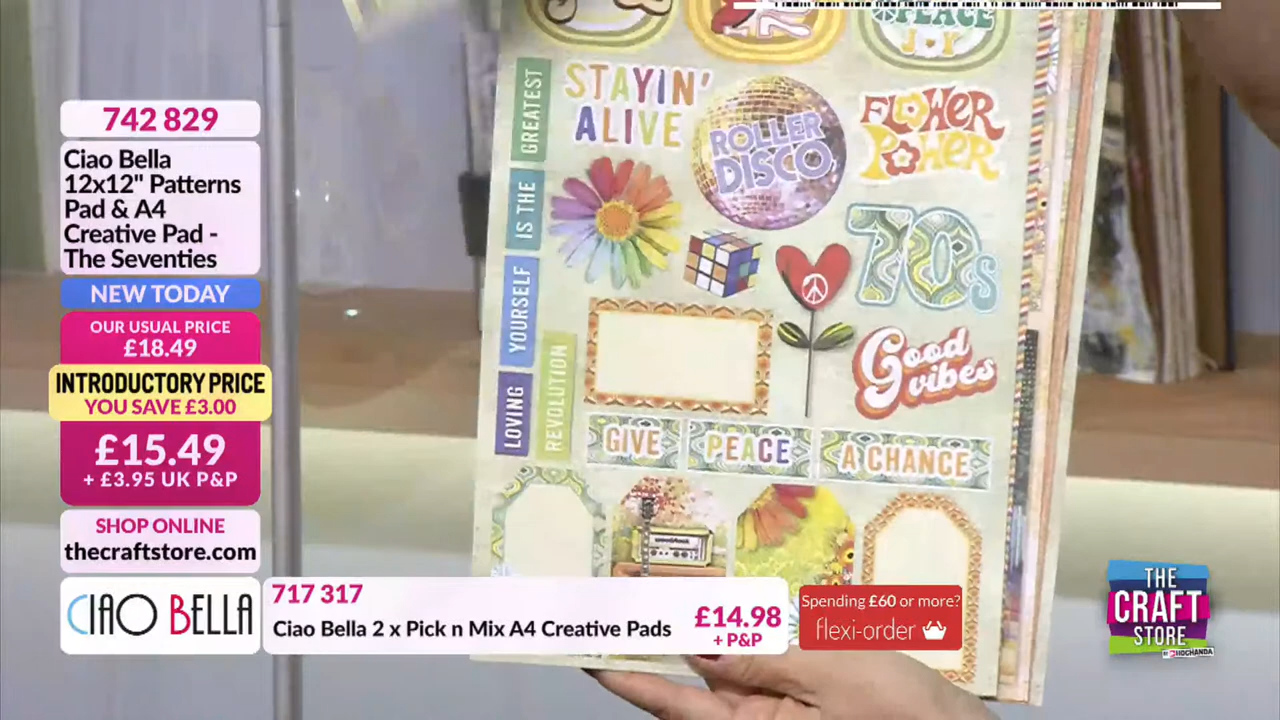 742 829
Ciao Bella
12x12" Patterns
Pad & A4
Creative Pad -
The Seventies
NEW TODAY
OUR USUAL PRICE
£18.49
INTRODUCTORY PRICE
YOU SAVE £3.00
£15.49
+ £3.95 UK P&P
SHOP ONLINE
thecraftstore.com
CIAO BELLA
717 317
Ciao Bella 2 x Pick n Mix A4 Creative Pads
£14.98
+ P&P
Spending £60 or more?
flexi-order
THE
CRAFT
STORE
HOCHANDA
PEACE
JOY
STAYIN'
ALIVE
ROLLER
DISCO
FLOWER
POWER
70s
Good
vibes
LOVING YOURSELF IS THE GREATEST
REVOLUTION
GIVE PEACE A CHANCE